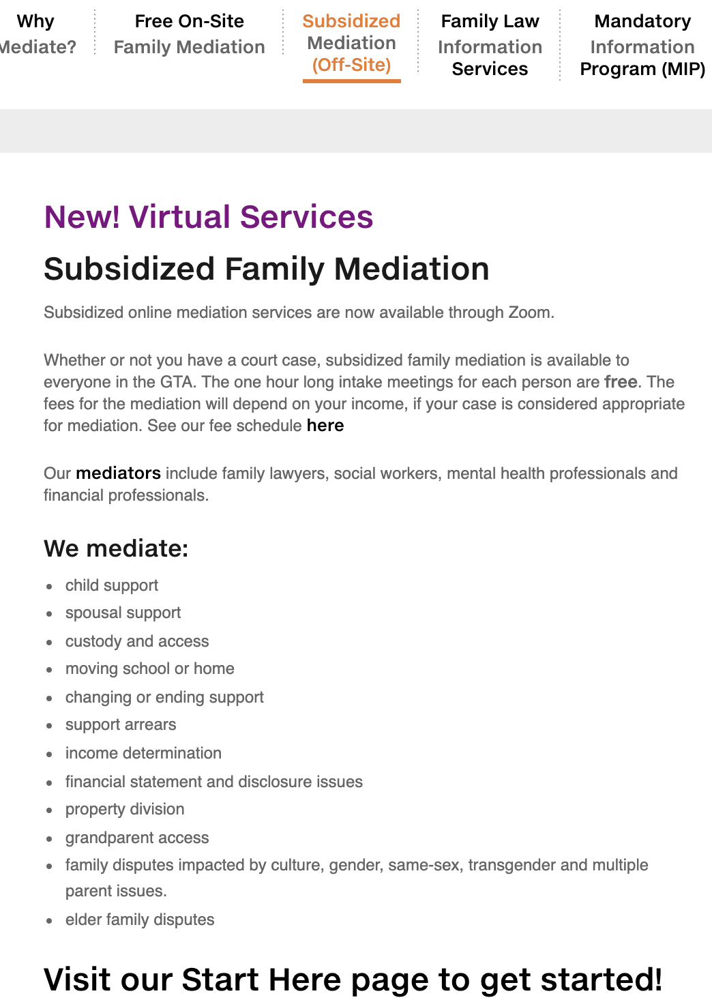 Why
Mediate?
Free On-Site
Family Mediation
Subsidized
Mediation
(Off-Site)
Family Law
Information
Services
Mandatory
Information
Program (MIP)
New! Virtual Services
Subsidized Family Mediation
Subsidized online mediation services are now available through Zoom.
Whether or not you have a court case, subsidized family mediation is available to
everyone in the GTA. The one hour long intake meetings for each person are free. The
fees for the mediation will depend on your income, if your case is considered appropriate
for mediation. See our fee schedule here
Our mediators include family lawyers, social workers, mental health professionals and
financial professionals.
We mediate:
• child support
• spousal support
• custody and access
• moving school or home
• changing or ending support
• support arrears
• income determination
• financial statement and disclosure issues
• property division
• grandparent access
• family disputes impacted by culture, gender, same-sex, transgender and multiple
parent issues.
• elder family disputes
Visit our Start Here page to get started!